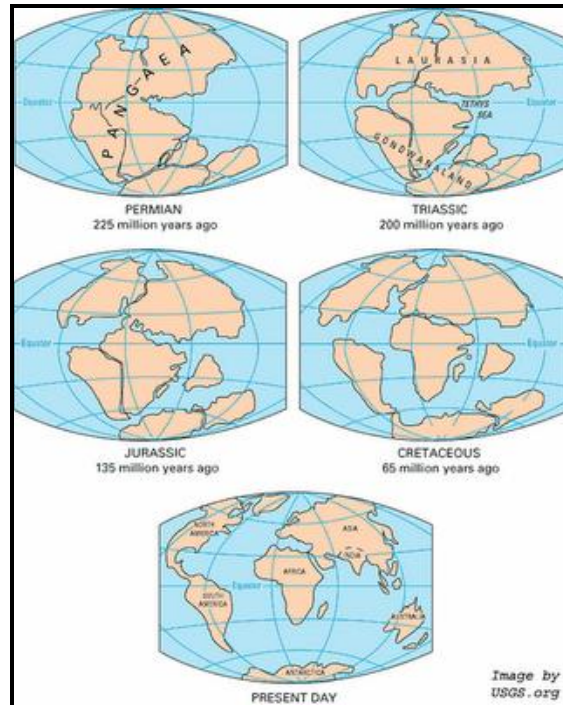 PANGAEA
Equator
PERMIAN
225 million years ago
LAURASIA
TETHYS
SEA
Equator
GONDWANALAND
TRIASSIC
200 million years ago
Equator
JURASSIC
135 million years ago
Equator
CRETACEOUS
65 million years ago
NORTH
AMERICA
ASIA
INDIA
AFRICA
Equator
SOUTH
AMERICA
AUSTRALIA
ANTARCTICA
PRESENT DAY
Image by
USGS.org